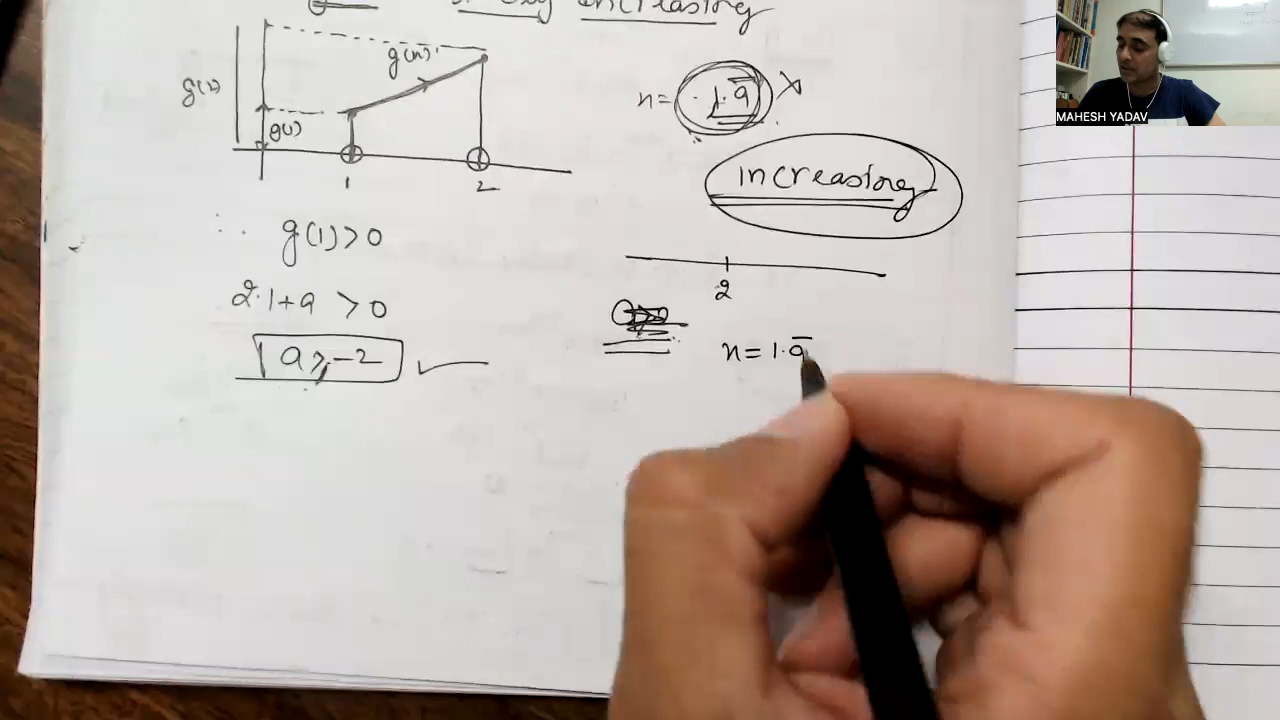 increasing
g(x)
g(x)
g(1)
1 2
g(1) > 0
2·1+a > 0
a ≥ -2
x = 1.9̅ ×
increasing
2
x = 1.9̅
MAHESH YADAV